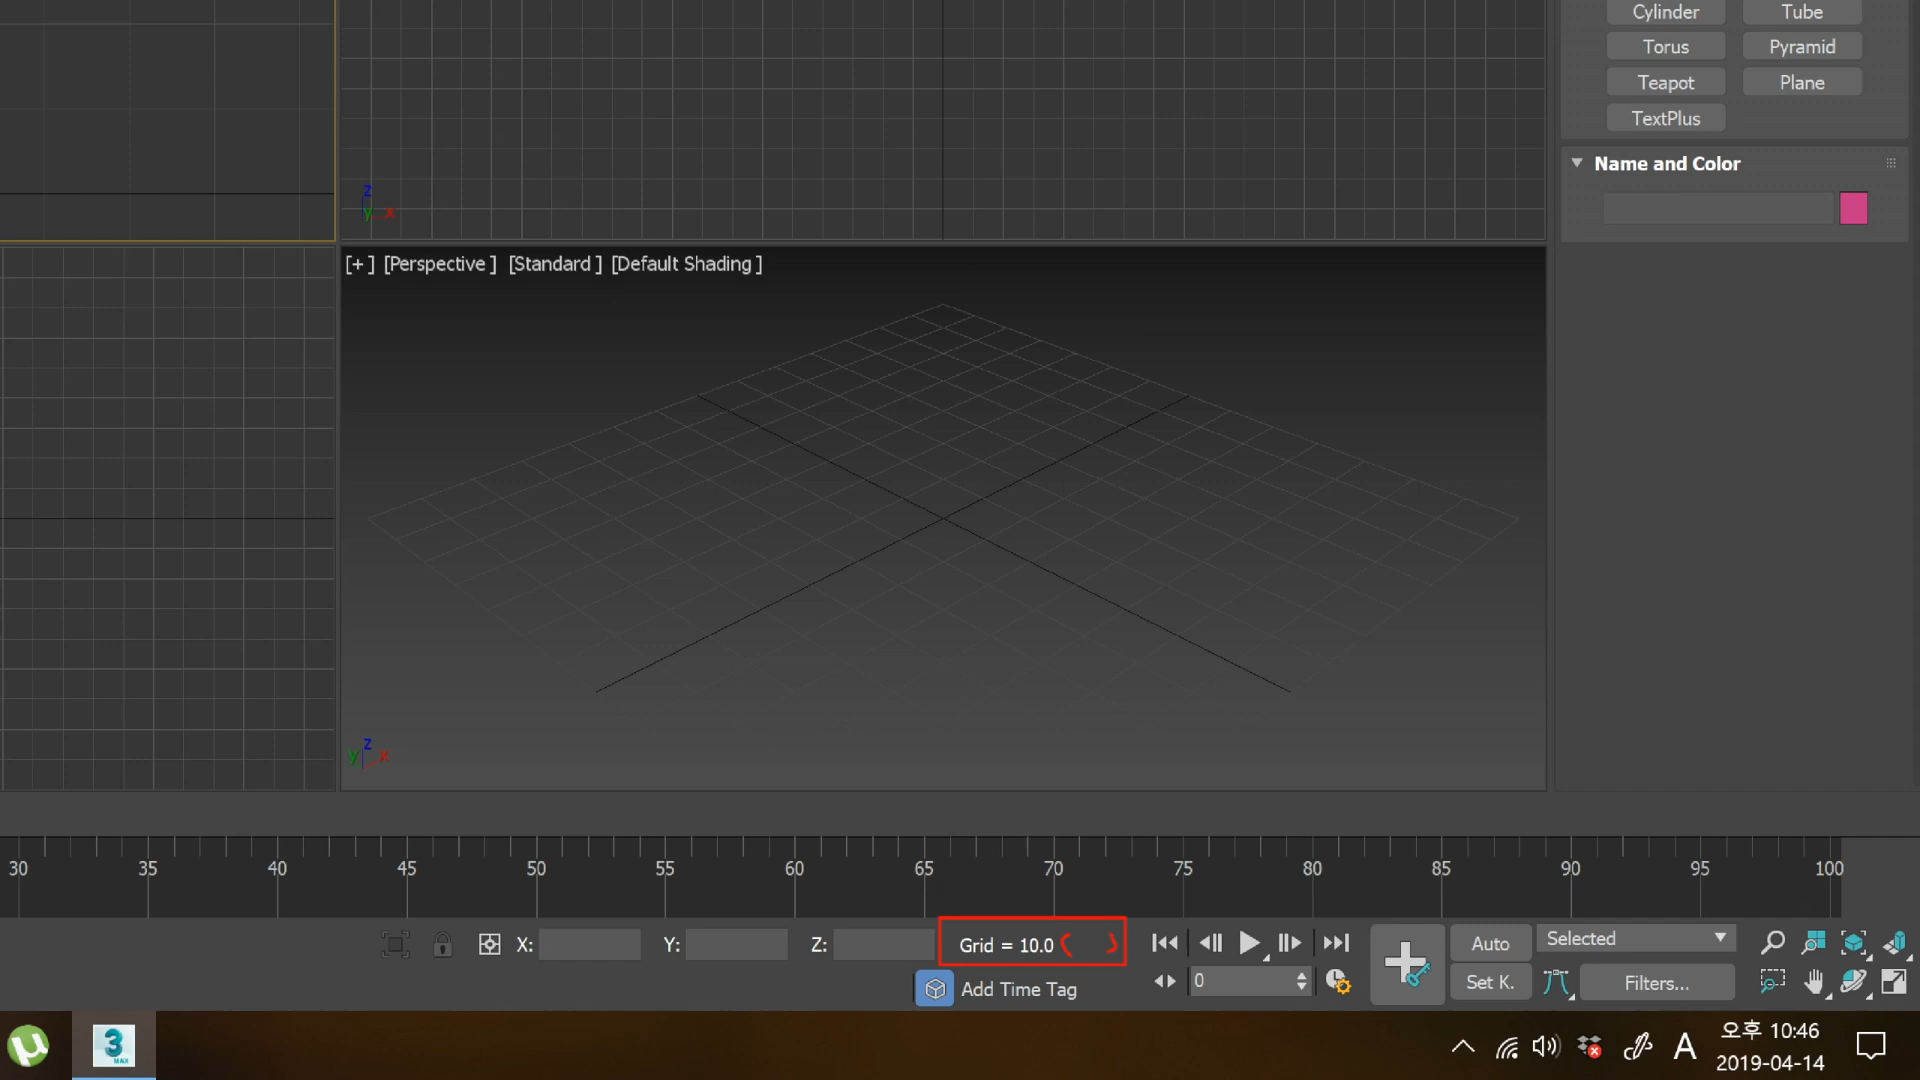 Cylinder Tube
Torus Pyramid
Teapot Plane
TextPlus
Name and Color
z
y x
[+] [Perspective] [Standard] [Default Shading]
z
y x
30 35 40 45 50 55 60 65 70 75 80 85 90 95 100
X: Y: Z: Grid = 10.0 ( ) Auto Selected
Add Time Tag 0 Set K. Filters...
µ 3 MAX A 오후 10:46
2019-04-14